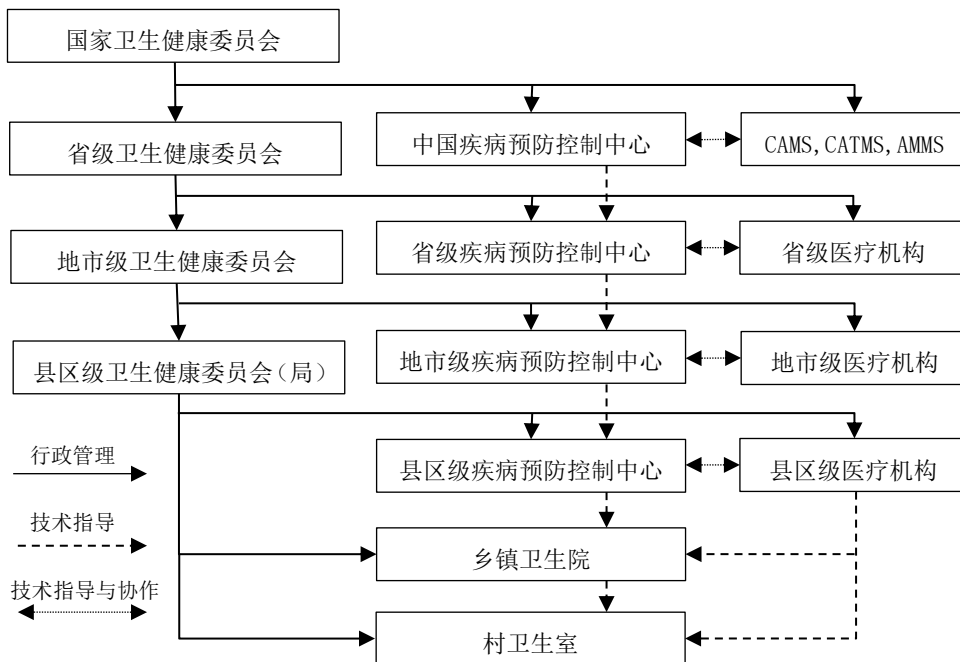 国家卫生健康委员会
省级卫生健康委员会
中国疾病预防控制中心
CAMS,CATMS,AMMS
地市级卫生健康委员会
省级疾病预防控制中心
省级医疗机构
县区级卫生健康委员会(局)
地市级疾病预防控制中心
地市级医疗机构
行政管理
县区级疾病预防控制中心
县区级医疗机构
技术指导
乡镇卫生院
技术指导与协作
村卫生室